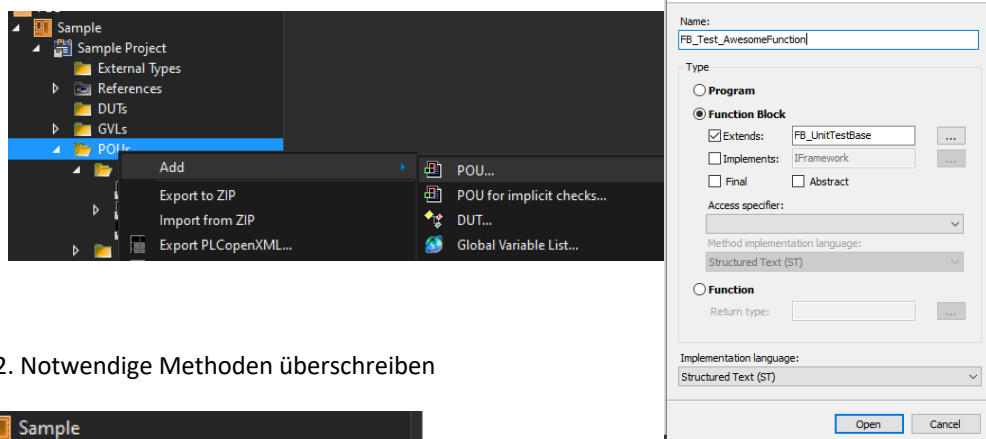 Sample
Sample Project
External Types
References
DUTs
GVLs
POUs
Add
Export to ZIP
Import from ZIP
Export PLCopenXML...
POU...
POU for implicit checks...
DUT...
Global Variable List...
Name:
FB_Test_AwesomeFunction
Type
Program
Function Block
Extends: FB_UnitTestBase ...
Implements: IFramework ...
Final Abstract
Access specifier:
Method implementation language:
Structured Text (ST)
Function
Return type: ...
Implementation language:
Structured Text (ST)
Open Cancel
2. Notwendige Methoden überschreiben
Sample